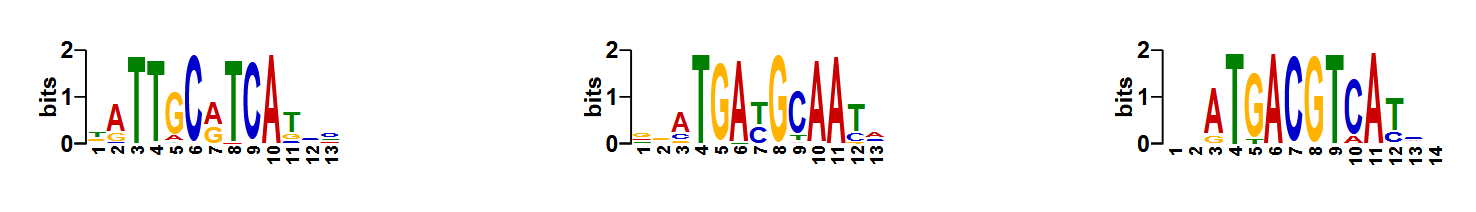 2 1 0 bits
T A T T G C A T C A T
G A G G
1 2 3 4 5 6 7 8 9 10 11 12 13
2 1 0 bits
A T G A T G C A A T A
C C T C
1 2 3 4 5 6 7 8 9 10 11 12 13
2 1 0 bits
A T G A C G T C A T
G T A C
1 2 3 4 5 6 7 8 9 10 11 12 13 14